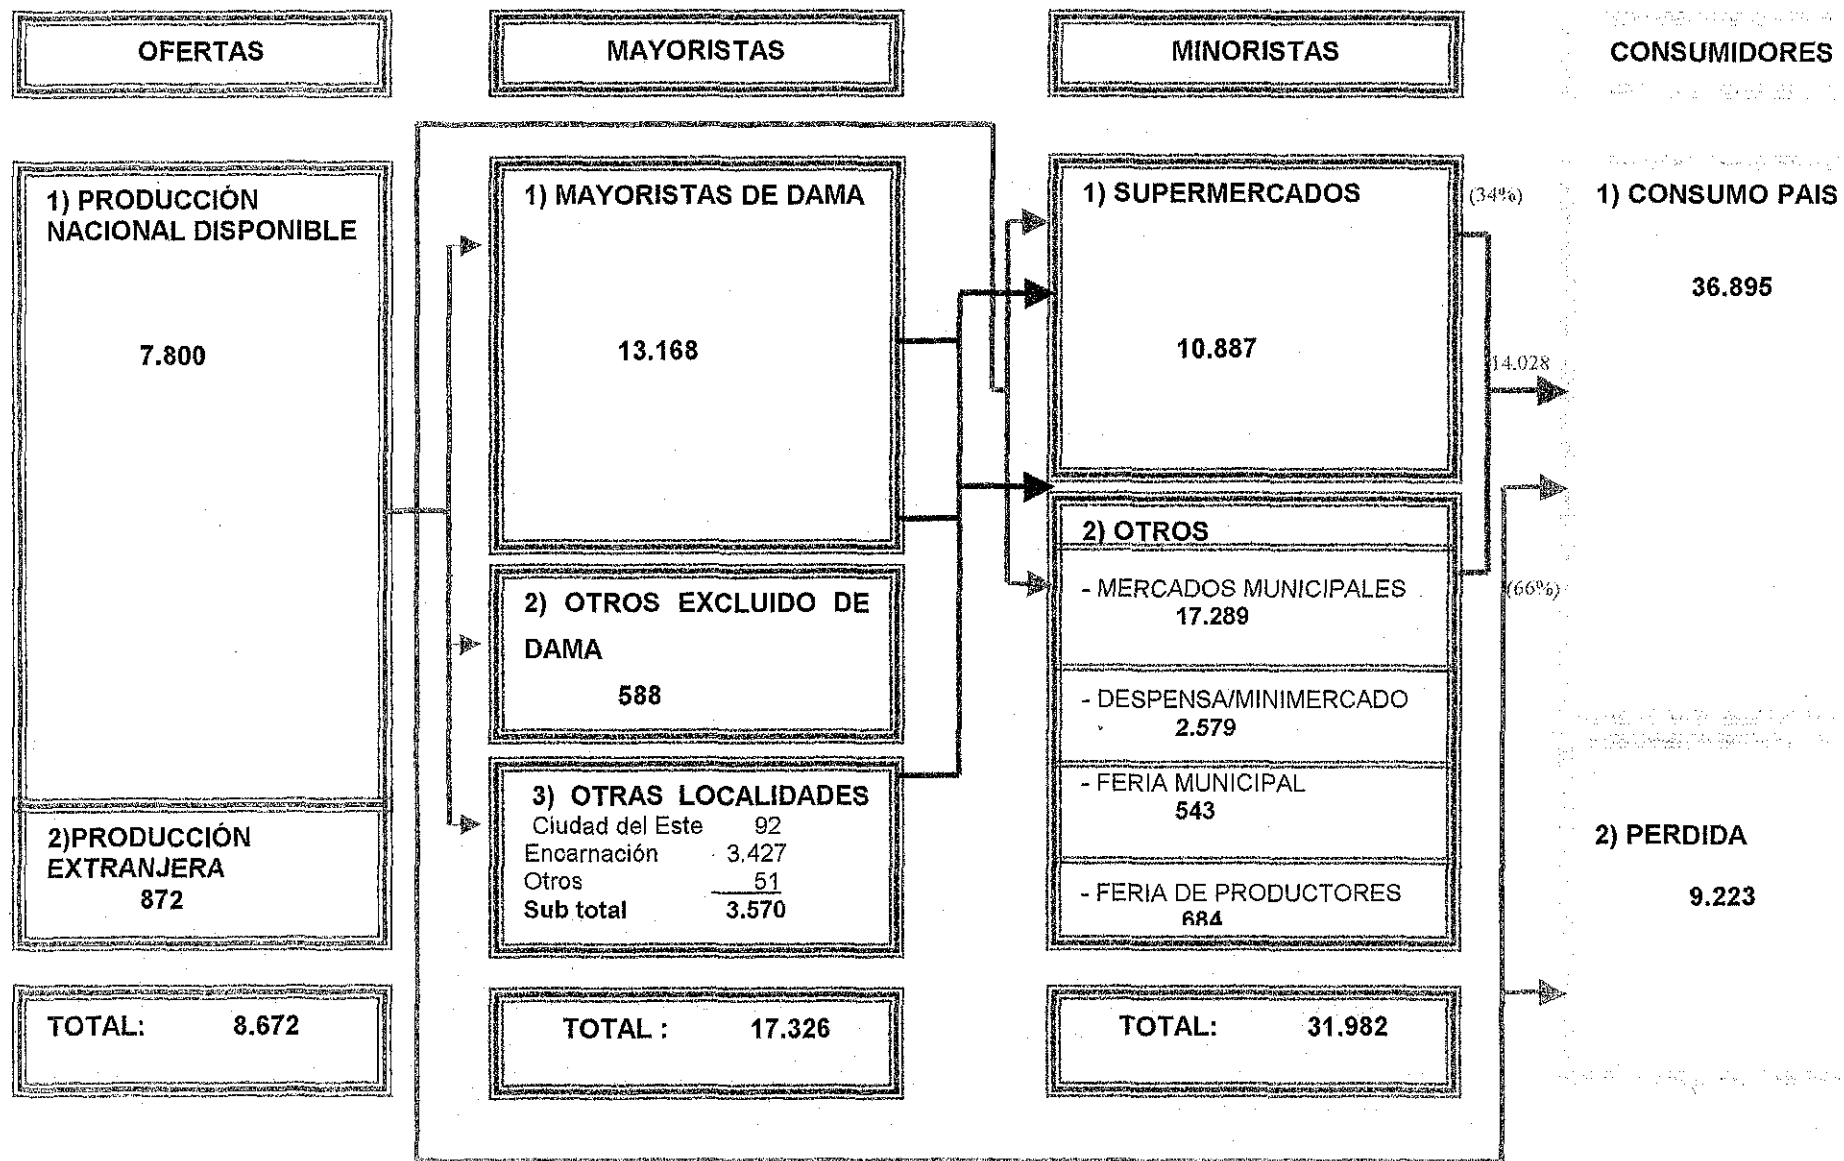 OFERTAS
MAYORISTAS
MINORISTAS
CONSUMIDORES
1) PRODUCCIÓN
NACIONAL DISPONIBLE
7.800
2)PRODUCCIÓN
EXTRANJERA
872
TOTAL: 8.672
1) MAYORISTAS DE DAMA
13.168
2) OTROS EXCLUIDO DE
DAMA
588
3) OTRAS LOCALIDADES
Ciudad del Este 92
Encarnación 3,427
Otros 51
Sub total 3.570
TOTAL : 17.326
1) SUPERMERCADOS
10.887
2) OTROS
- MERCADOS MUNICIPALES
17.289
- DESPENSA/MINIMERCADO
2.579
- FERIA MUNICIPAL
543
- FERIA DE PRODUCTORES
684
TOTAL: 31.982
(34%)
14.028
(66%)
1) CONSUMO PAIS
36.895
2) PERDIDA
9.223